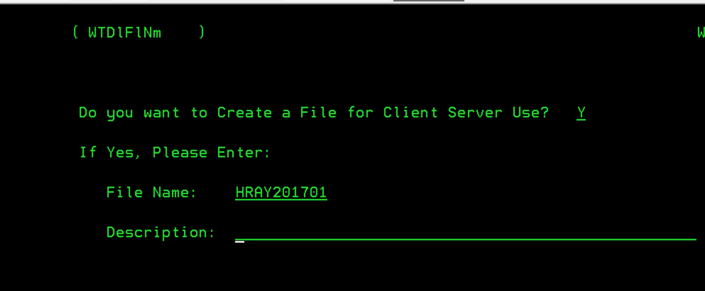 ( WTDlFlNm    ) W
Do you want to Create a File for Client Server Use? Y
If Yes, Please Enter:
File Name: HRAY201701
Description: